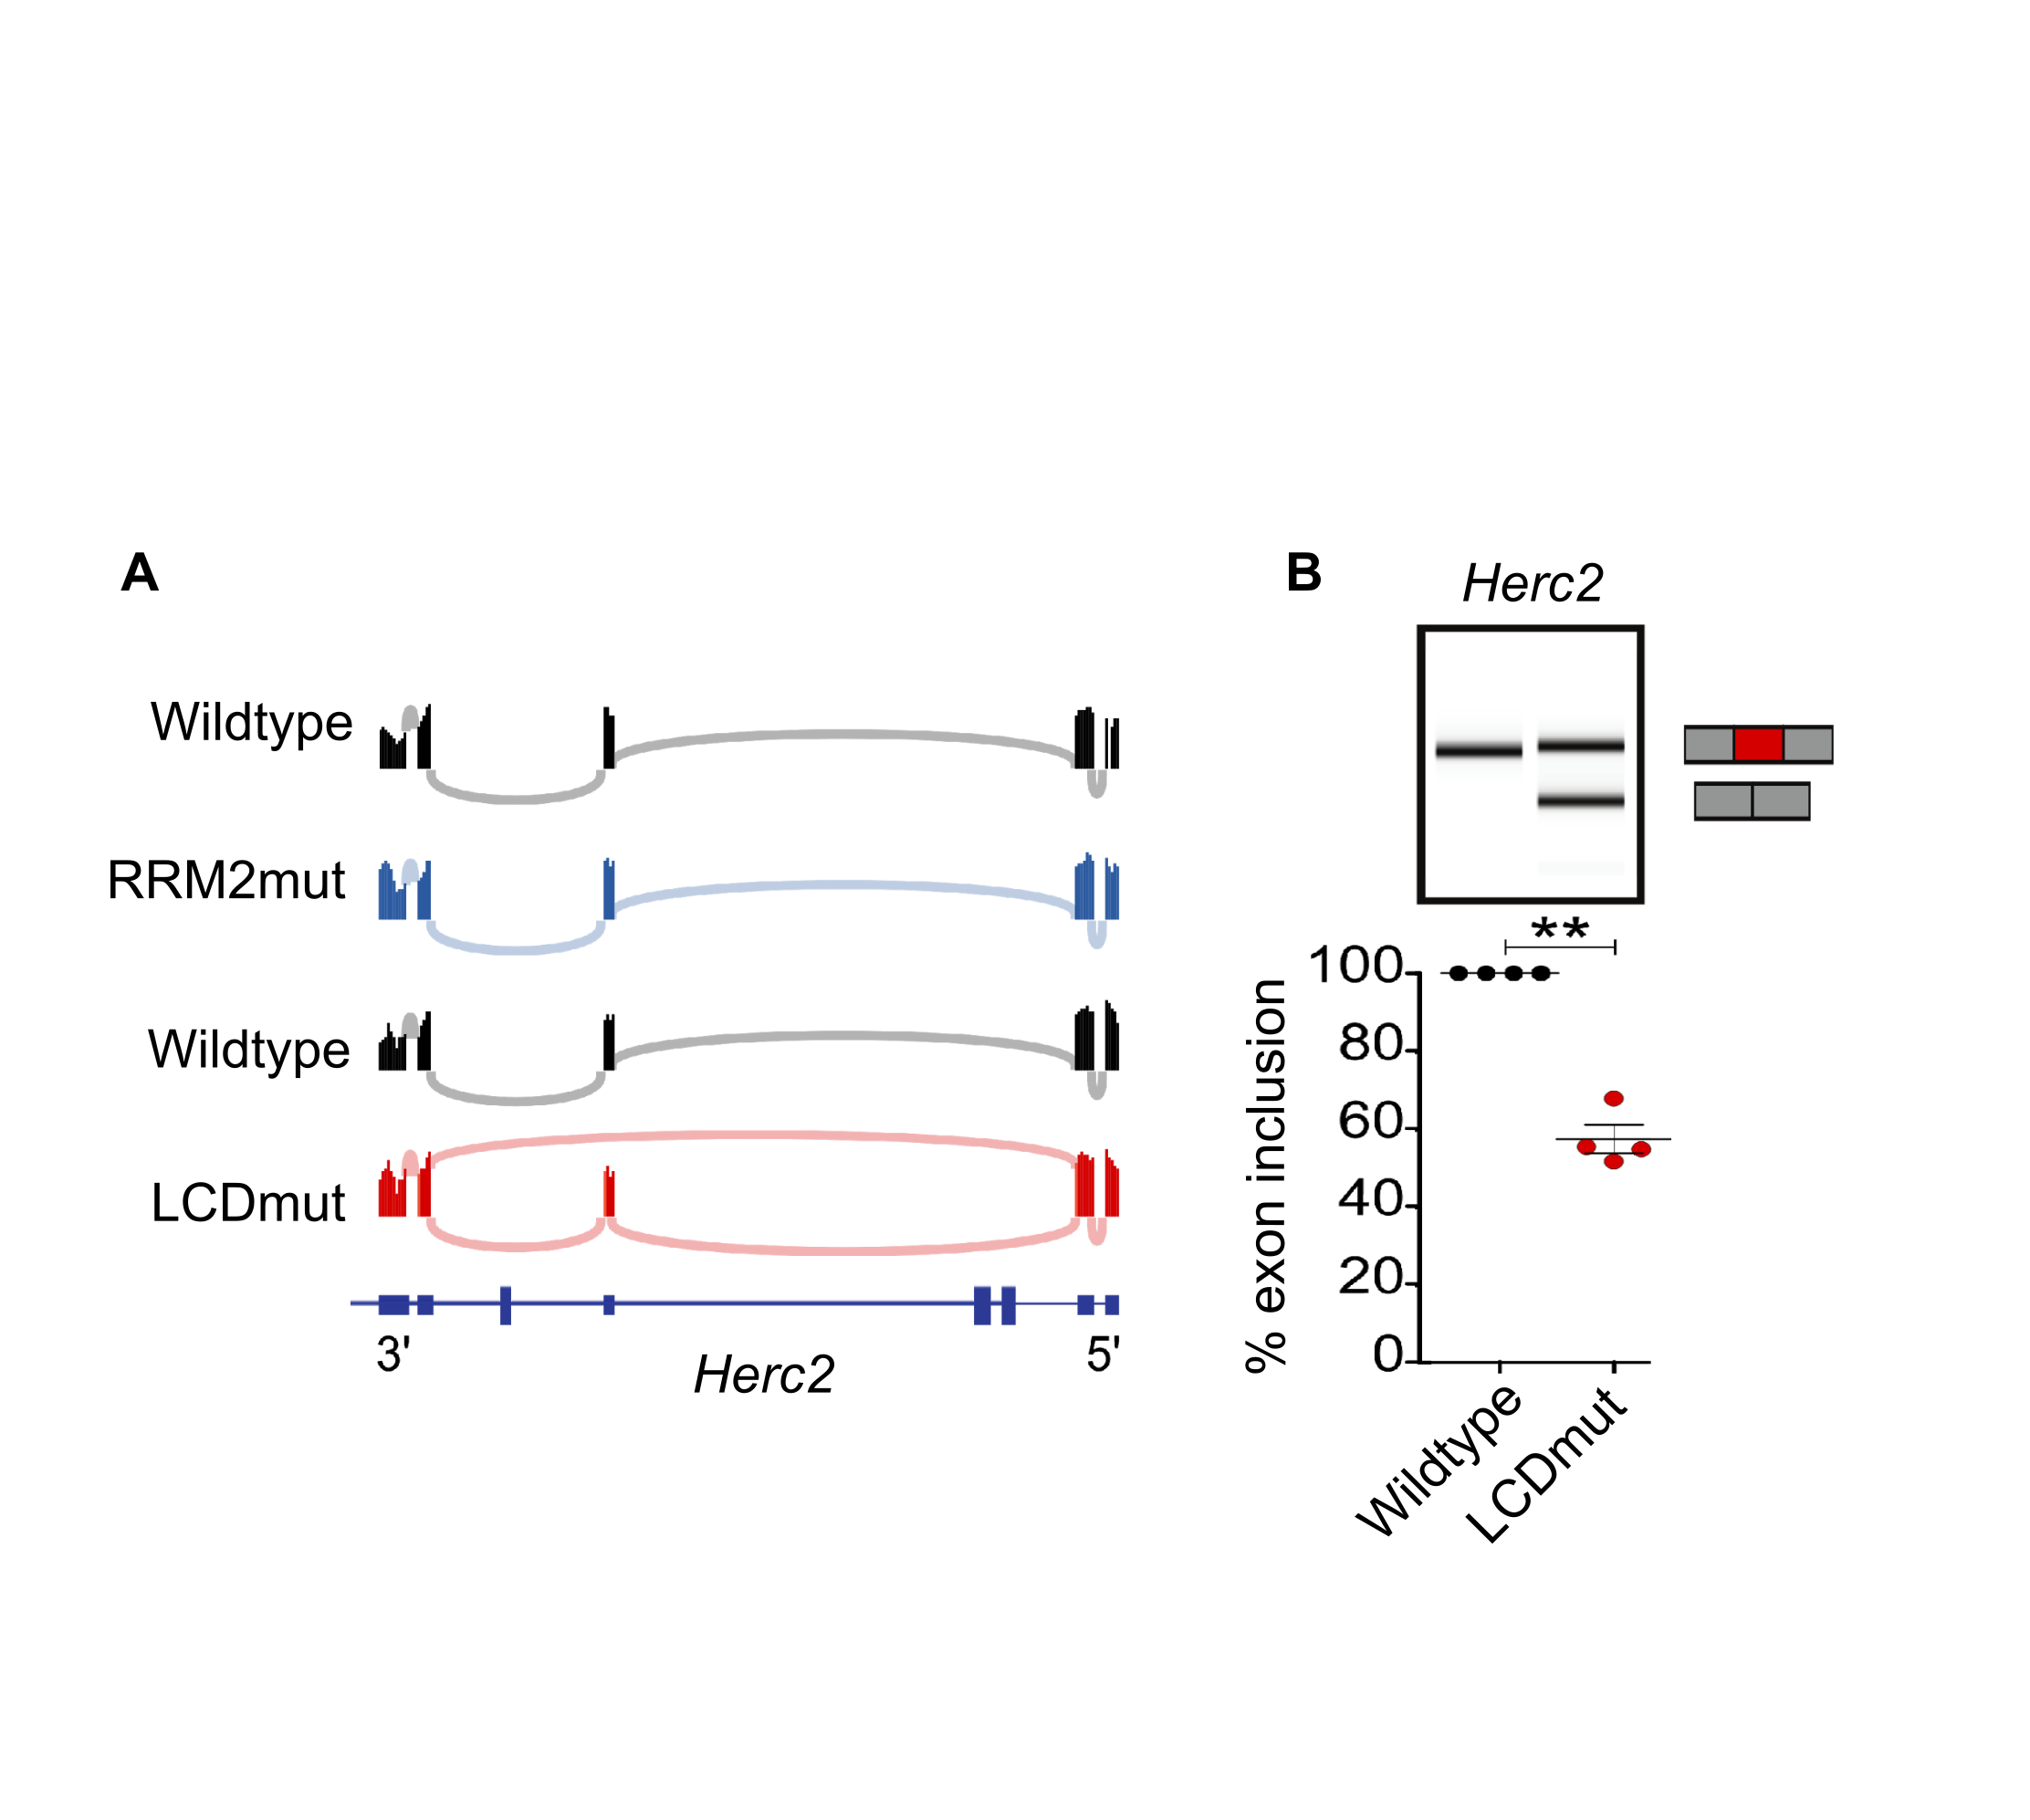 A
Wildtype
RRM2mut
Wildtype
LCDmut
3'
5'
Herc2
B
Herc2
**
% exon inclusion
100
80
60
40
20
0
Wildtype
LCDmut